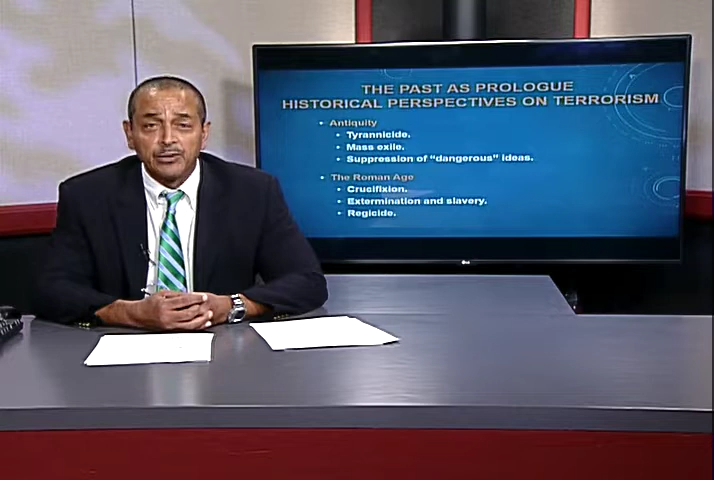 THE PAST AS PROLOGUE
HISTORICAL PERSPECTIVES ON TERRORISM
• Antiquity
• Tyrannicide.
• Mass exile.
• Suppression of “dangerous” ideas.
• The Roman Age
• Crucifixion.
• Extermination and slavery.
• Regicide.
LG